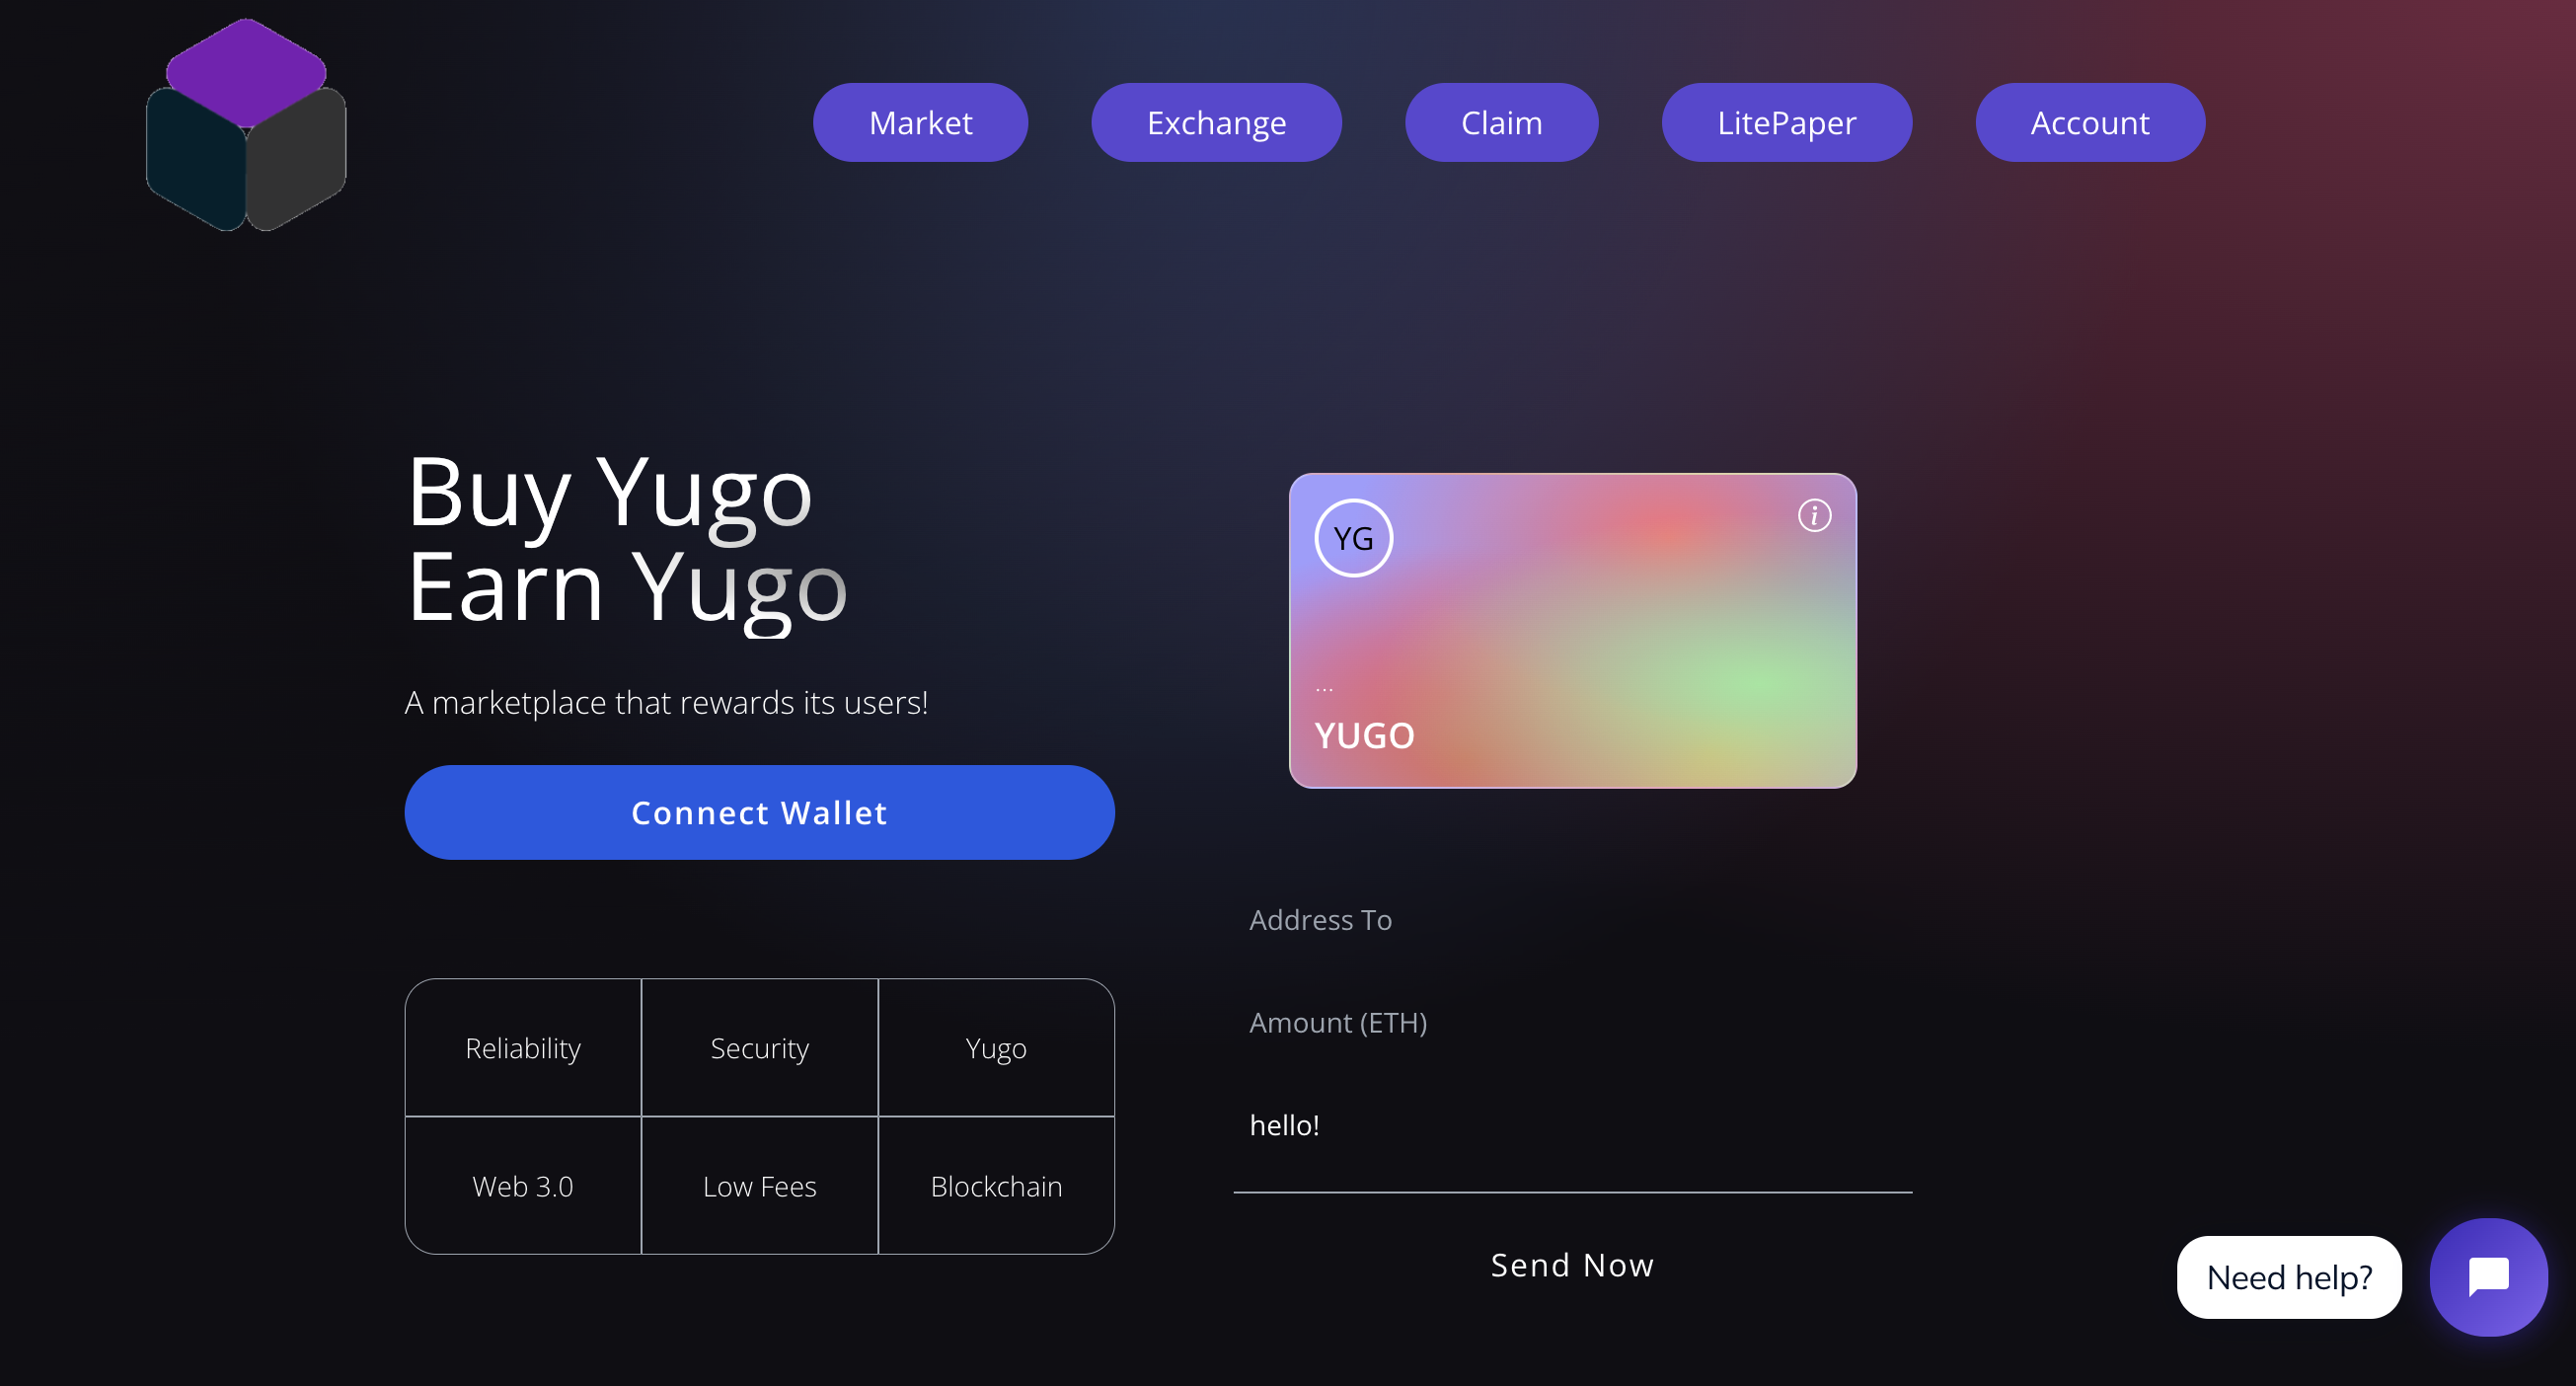 Market
Exchange
Claim
LitePaper
Account
Buy Yugo
Earn Yugo
A marketplace that rewards its users!
Connect Wallet
Reliability
Security
Yugo
Web 3.0
Low Fees
Blockchain
YG
i
...
YUGO
Address To
Amount (ETH)
hello!
Send Now
Need help?